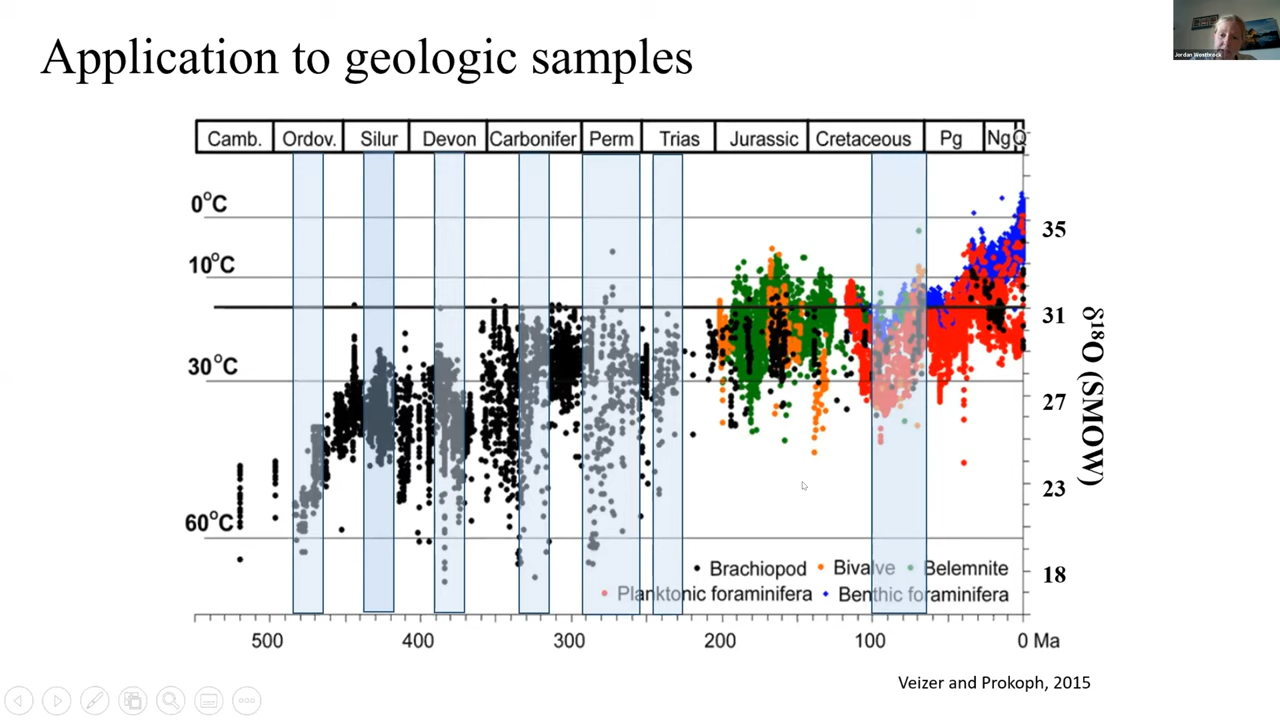 Application to geologic samples
Jordan Westbrock
Camb. Ordov. Silur Devon Carbonifer Perm Trias Jurassic Cretaceous Pg Ng Q
0°C
10°C
30°C
60°C
35
31
27
23
18
δ¹⁸O (SMOW)
Brachiopod Bivalve Belemnite
Planktonic foraminifera Benthic foraminifera
500 400 300 200 100 0 Ma
Veizer and Prokoph, 2015